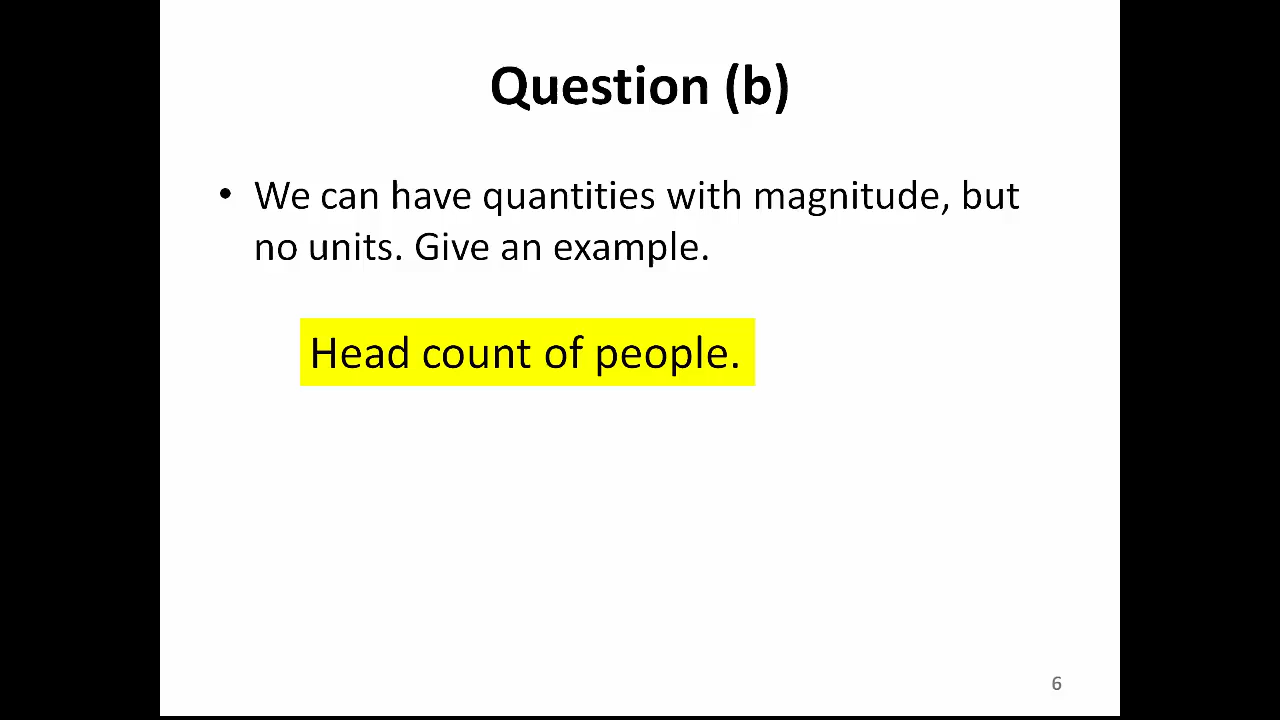 Question (b)
• We can have quantities with magnitude, but
no units. Give an example.
Head count of people.
6